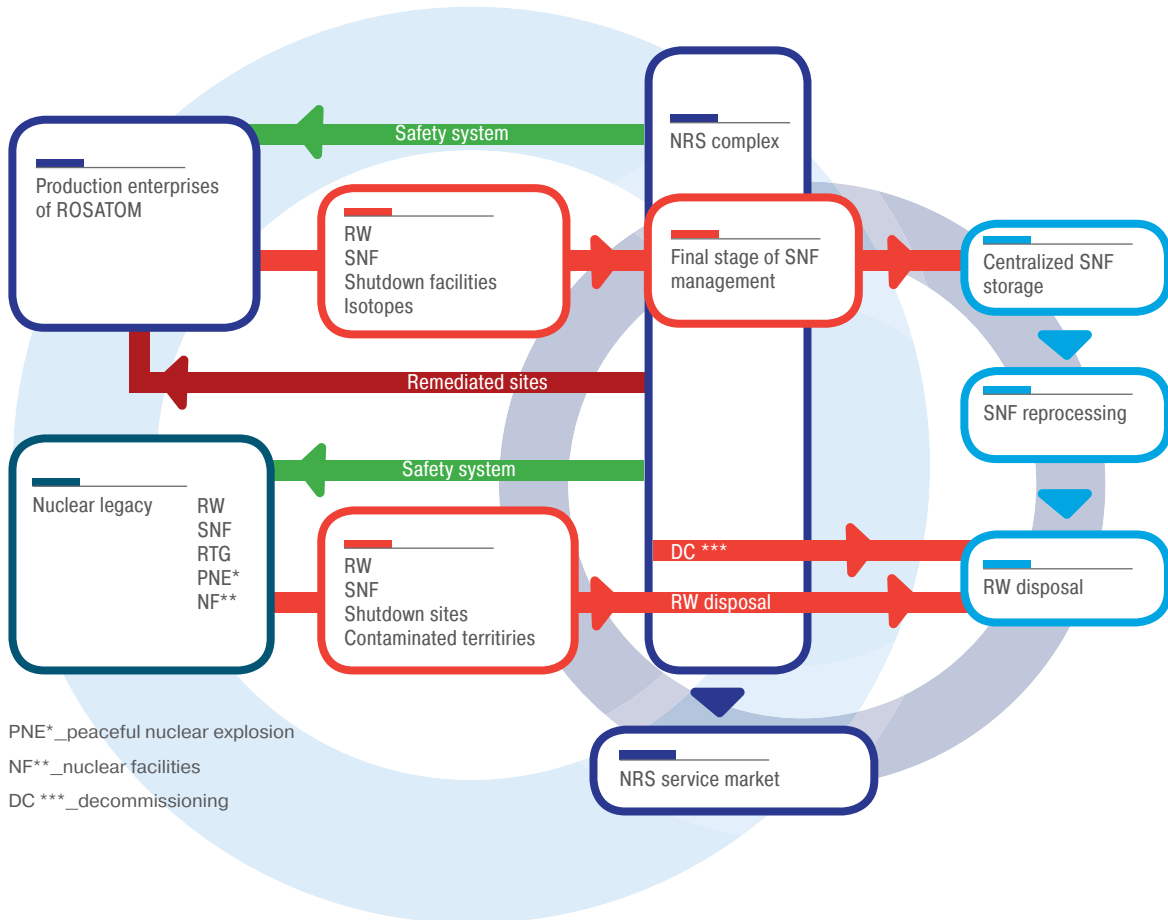 Safety system
NRS complex
Production enterprises
of ROSATOM
RW
SNF
Shutdown facilities
Isotopes
Final stage of SNF
management
Centralized SNF
storage
Remediated sites
SNF reprocessing
Safety system
Nuclear legacy
RW
SNF
RTG
PNE*
NF**
RW
SNF
Shutdown sites
Contaminated territiries
DC ***
RW disposal
RW disposal
NRS service market
PNE*_peaceful nuclear explosion
NF**_nuclear facilities
DC ***_decommissioning